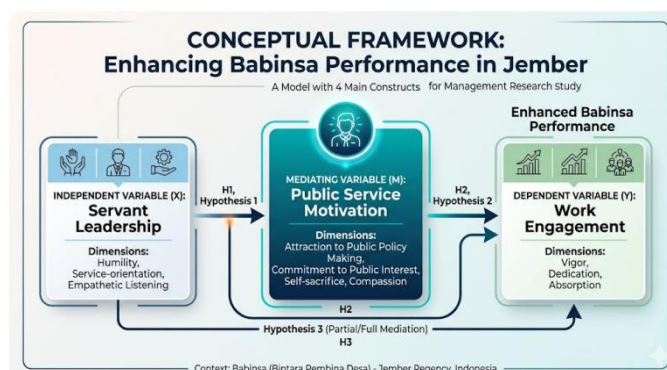 CONCEPTUAL FRAMEWORK:
Enhancing Babinsa Performance in Jember
A Model with 4 Main Constructs for Management Research Study
Enhanced Babinsa
Performance
INDEPENDENT VARIABLE (X):
Servant
Leadership
Dimensions:
Humility,
Service-orientation,
Empathetic Listening
H1,
Hypothesis 1
MEDIATING VARIABLE (M):
Public Service
Motivation
Dimensions:
Attraction to Public Policy
Making,
Commitment to Public Interest,
Self-sacrifice, Compassion
H2,
Hypothesis 2
DEPENDENT VARIABLE (Y):
Work
Engagement
Dimensions:
Vigor,
Dedication,
Absorption
H2
Hypothesis 3 (Partial/Full Mediation)
H3
Context: Babinsa (Bintara Pembina Desa) - Jember Regency, Indonesia